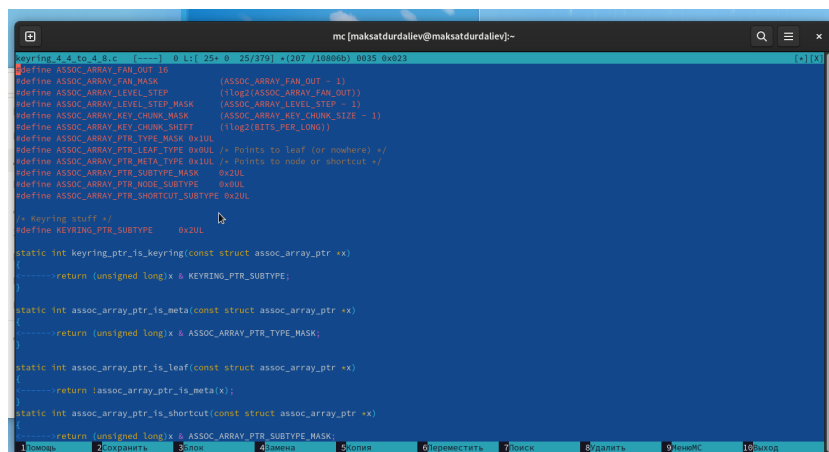 mc [maksatdurdaliev@maksatdurdaliev]:~
keyring_4_4_to_4_8.c [----] 0 L:[ 25+ 0 25/379] *(207 /10806b) 0035 0x023 [*][X]
#define ASSOC_ARRAY_FAN_OUT 16
#define ASSOC_ARRAY_FAN_MASK (ASSOC_ARRAY_FAN_OUT - 1)
#define ASSOC_ARRAY_LEVEL_STEP (ilog2(ASSOC_ARRAY_FAN_OUT))
#define ASSOC_ARRAY_LEVEL_STEP_MASK (ASSOC_ARRAY_LEVEL_STEP - 1)
#define ASSOC_ARRAY_KEY_CHUNK_MASK (ASSOC_ARRAY_KEY_CHUNK_SIZE - 1)
#define ASSOC_ARRAY_KEY_CHUNK_SHIFT (ilog2(BITS_PER_LONG))
#define ASSOC_ARRAY_PTR_TYPE_MASK 0x1UL
#define ASSOC_ARRAY_PTR_LEAF_TYPE 0x0UL /* Points to leaf (or nowhere) */
#define ASSOC_ARRAY_PTR_META_TYPE 0x1UL /* Points to node or shortcut */
#define ASSOC_ARRAY_PTR_SUBTYPE_MASK 0x2UL
#define ASSOC_ARRAY_PTR_NODE_SUBTYPE 0x0UL
#define ASSOC_ARRAY_PTR_SHORTCUT_SUBTYPE 0x2UL
/* Keyring stuff */
#define KEYRING_PTR_SUBTYPE 0x2UL
static int keyring_ptr_is_keyring(const struct assoc_array_ptr *x)
{
<------>return (unsigned long)x & KEYRING_PTR_SUBTYPE;
}
static int assoc_array_ptr_is_meta(const struct assoc_array_ptr *x)
{
<------>return (unsigned long)x & ASSOC_ARRAY_PTR_TYPE_MASK;
}
static int assoc_array_ptr_is_leaf(const struct assoc_array_ptr *x)
{
<------>return !assoc_array_ptr_is_meta(x);
}
static int assoc_array_ptr_is_shortcut(const struct assoc_array_ptr *x)
{
<------>return (unsigned long)x & ASSOC_ARRAY_PTR_SUBTYPE_MASK;
1Помощь 2Сохранить 3Блок 4Замена 5Копия 6Переместить 7Поиск 8Удалить 9МенюMC 10Выход